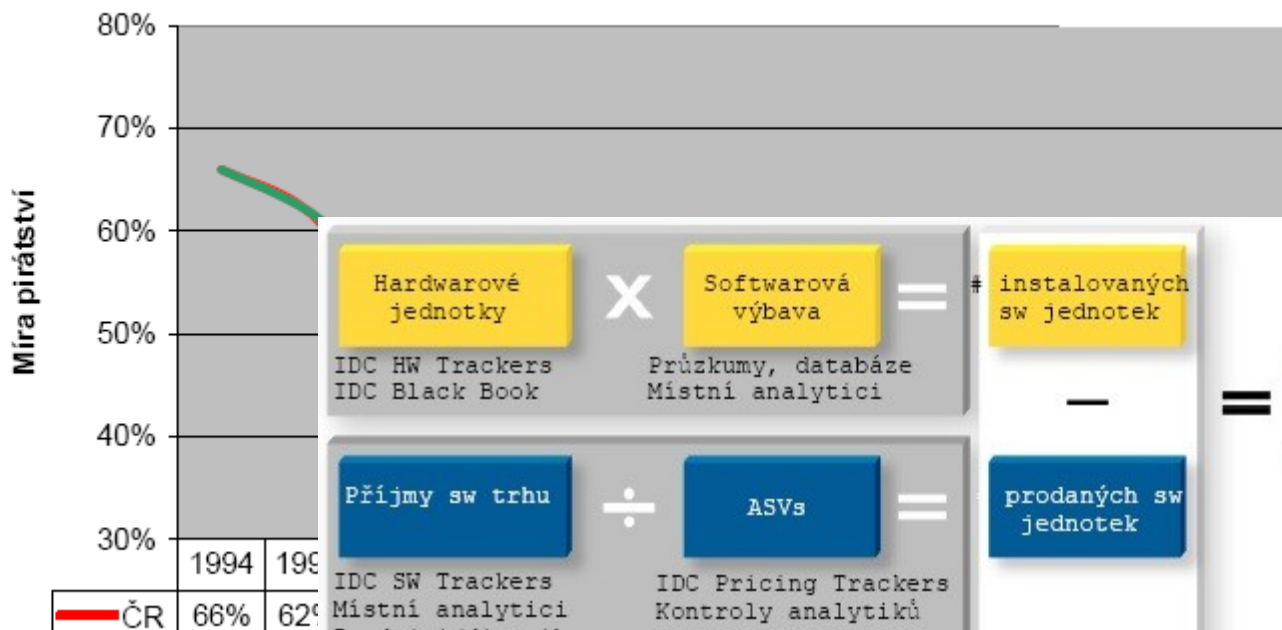 80%
70%
60%
50%
40%
30%
Míra pirátství
1994 199
ČR 66% 62%
Hardwarové
jednotky
X
Softwarová
výbava
=
# instalovaných
sw jednotek
IDC HW Trackers
IDC Black Book
Průzkumy, databáze
Místní analytici
–
=
Příjmy sw trhu
÷
ASVs
=
prodaných sw
jednotek
IDC SW Trackers
Místní analytici
IDC Pricing Trackers
Kontroly analytiků